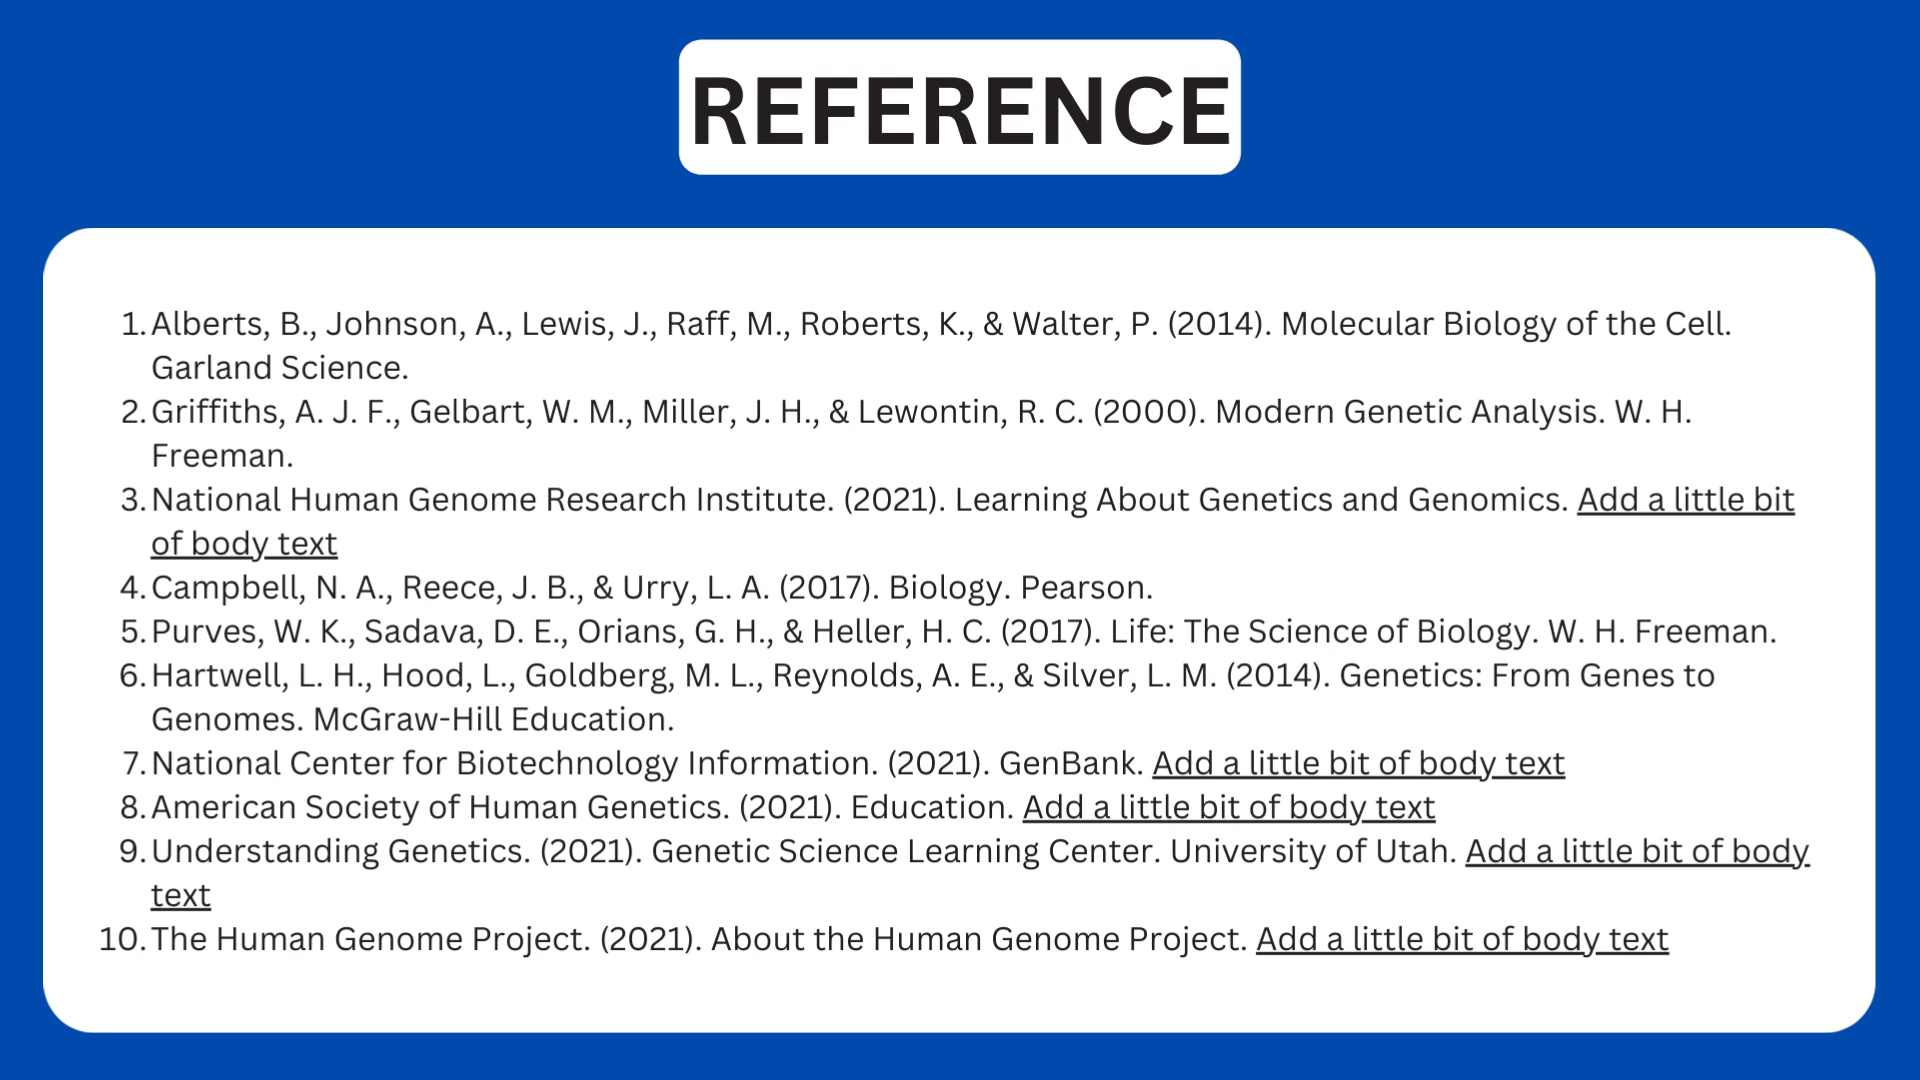 REFERENCE
1. Alberts, B., Johnson, A., Lewis, J., Raff, M., Roberts, K., & Walter, P. (2014). Molecular Biology of the Cell.
Garland Science.
2. Griffiths, A. J. F., Gelbart, W. M., Miller, J. H., & Lewontin, R. C. (2000). Modern Genetic Analysis. W. H.
Freeman.
3. National Human Genome Research Institute. (2021). Learning About Genetics and Genomics. Add a little bit
of body text
4. Campbell, N. A., Reece, J. B., & Urry, L. A. (2017). Biology. Pearson.
5. Purves, W. K., Sadava, D. E., Orians, G. H., & Heller, H. C. (2017). Life: The Science of Biology. W. H. Freeman.
6. Hartwell, L. H., Hood, L., Goldberg, M. L., Reynolds, A. E., & Silver, L. M. (2014). Genetics: From Genes to
Genomes. McGraw-Hill Education.
7. National Center for Biotechnology Information. (2021). GenBank. Add a little bit of body text
8. American Society of Human Genetics. (2021). Education. Add a little bit of body text
9. Understanding Genetics. (2021). Genetic Science Learning Center. University of Utah. Add a little bit of body
text
10. The Human Genome Project. (2021). About the Human Genome Project. Add a little bit of body text